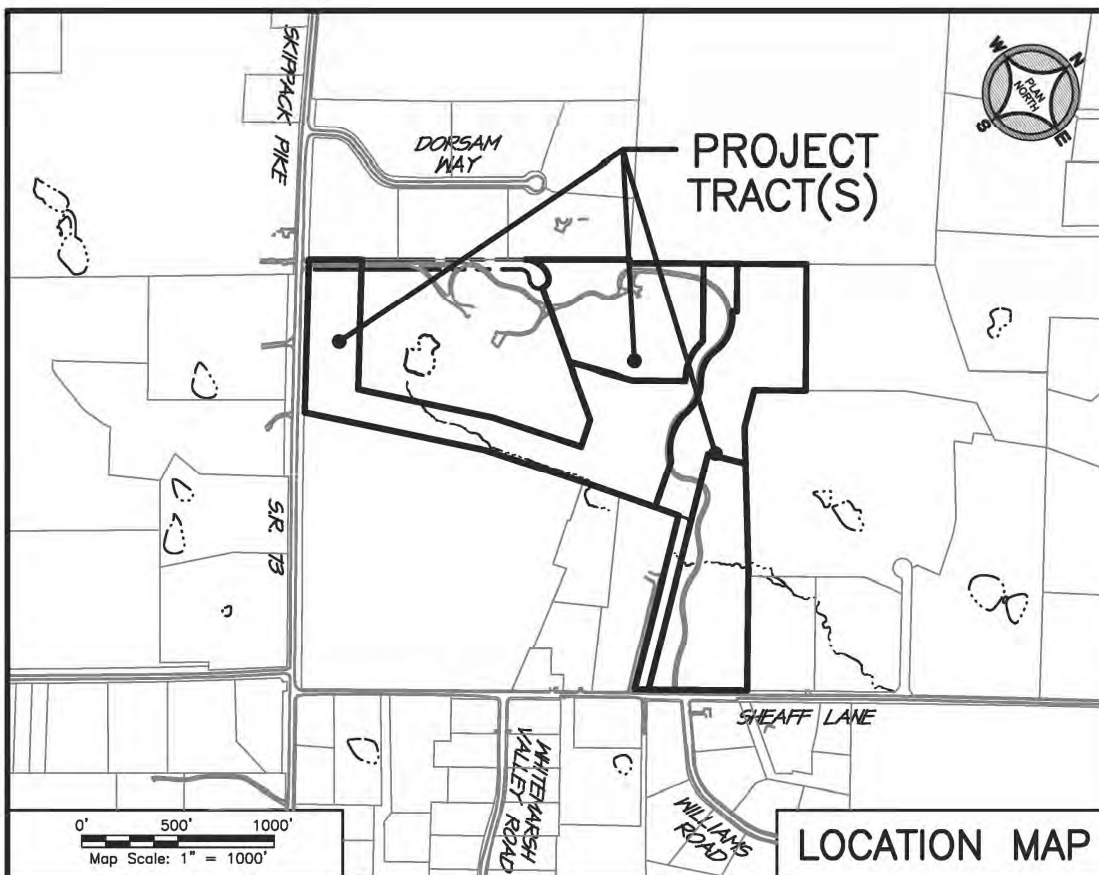 SKIPPACK PIKE
DORSAM
WAY
W
N
PLAN
NORTH
S
E
PROJECT
TRACT(S)
S.R. 73
SHEAFF LANE
WHITEMARSH
VALLEY ROAD
WILLIAMS
ROAD
0' 500' 1000'
Map Scale: 1" = 1000'
LOCATION MAP